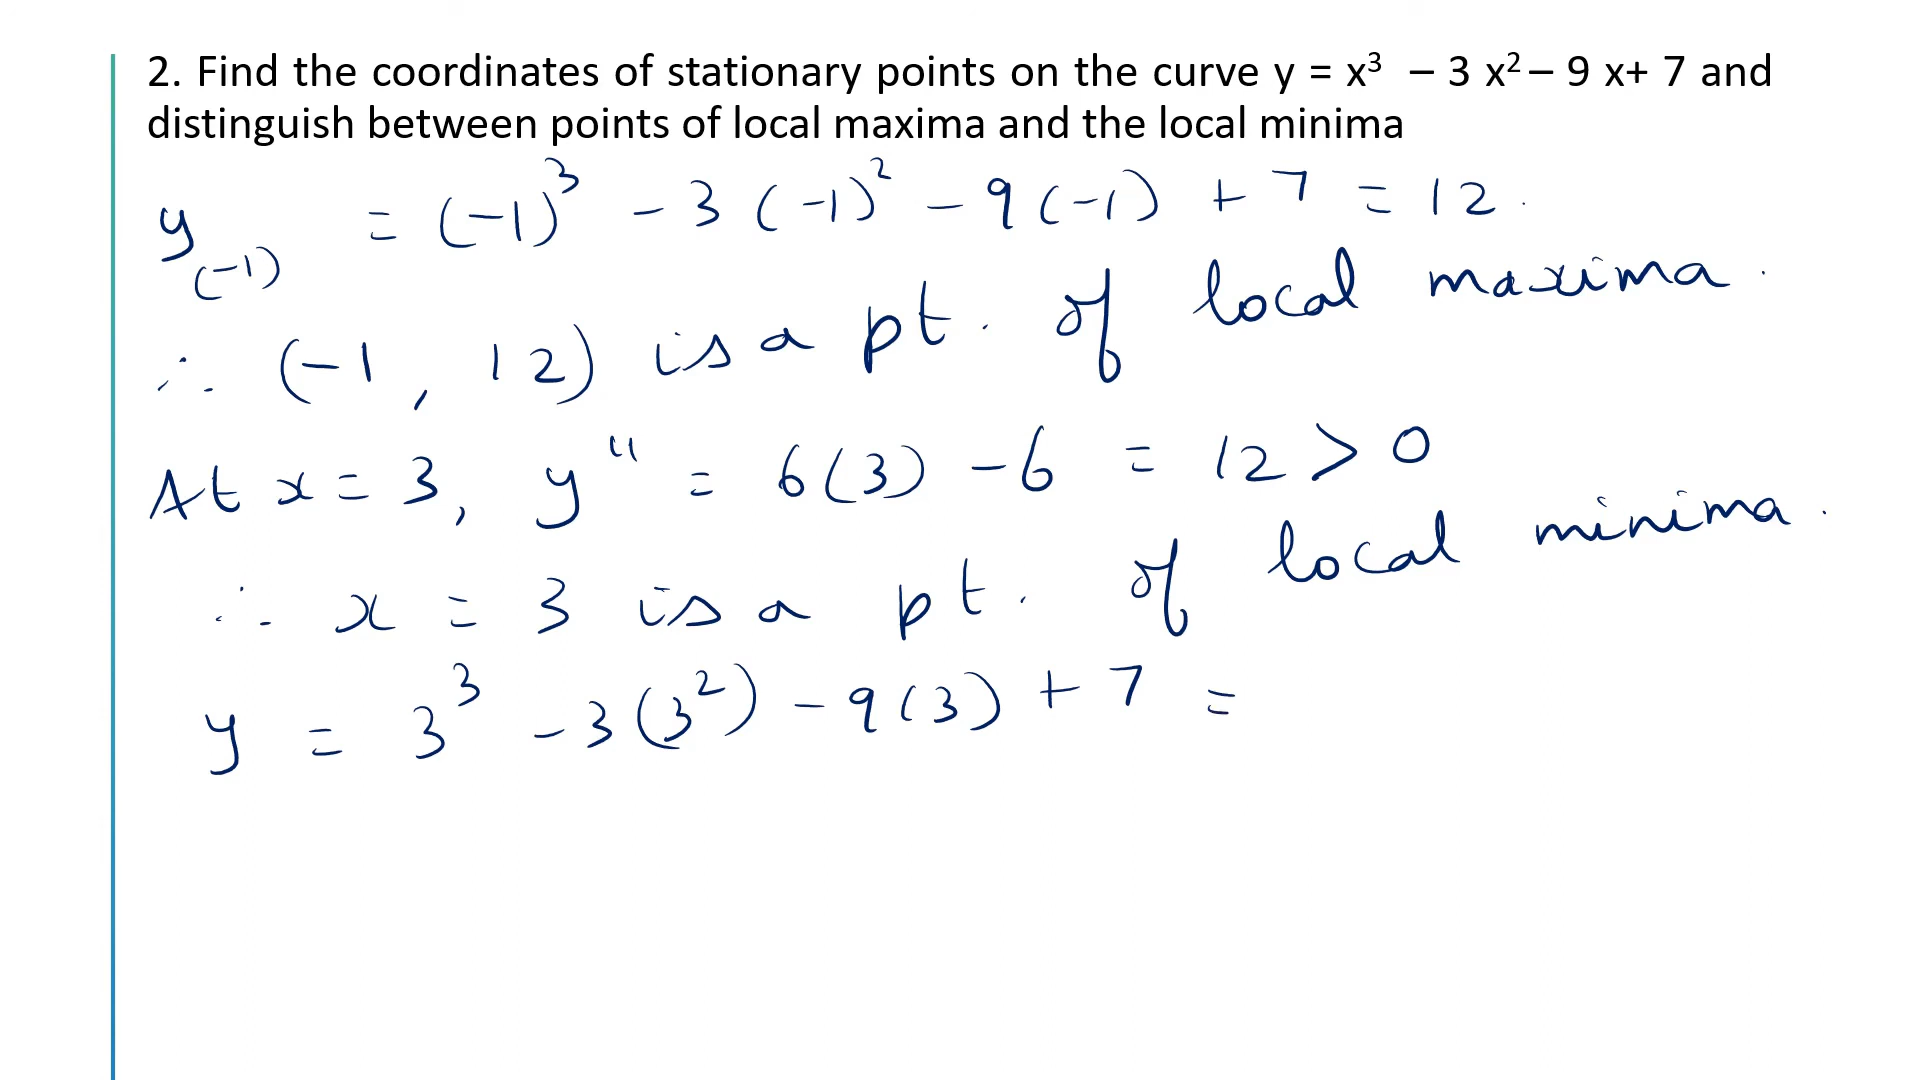 2. Find the coordinates of stationary points on the curve y = x³ – 3 x² – 9 x+ 7 and
distinguish between points of local maxima and the local minima
y₍₋₁₎ = (-1)³ - 3(-1)² - 9(-1) + 7 = 12.
∴ (-1, 12) is a pt. of local maxima.
At x = 3, y" = 6(3) - 6 = 12 > 0
∴ x = 3 is a pt. of local minima.
y = 3³ - 3(3²) - 9(3) + 7 =